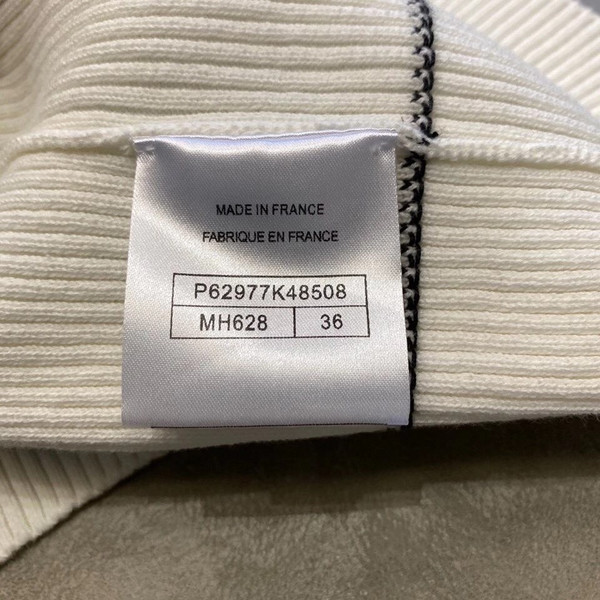 MADE IN FRANCE
FABRIQUE EN FRANCE
P62977K48508
MH628 36